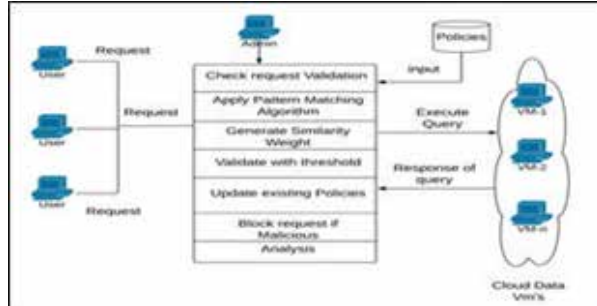 Request
User
Request
User
Request
User
Admin
Policies
Input
Check request Validation
Apply Pattern Matching
Algorithm
Generate Similarity
Weight
Validate with threshold
Update existing Policies
Block request if
Malicious
Analysis
Execute
Query
Response of
query
VM-1
VM-2
VM-n
Cloud Data
Vm's